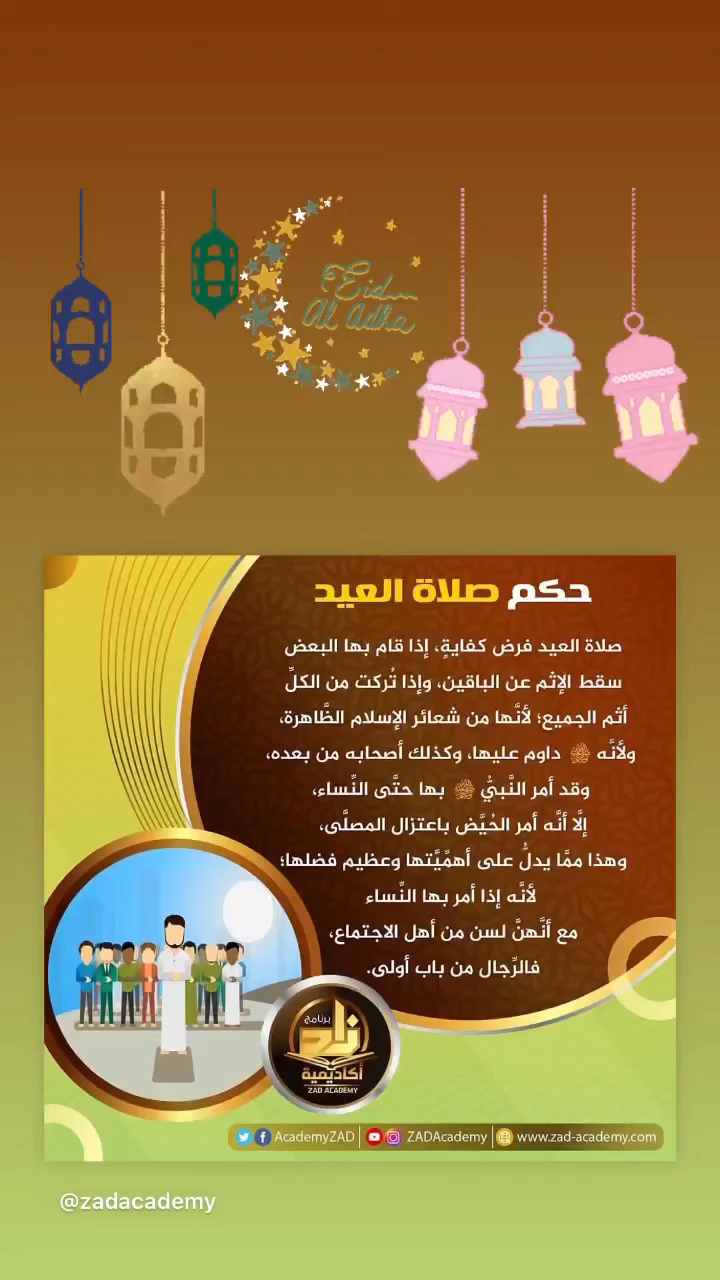 Eid
Al Adha
حكم صلاة العيد
صلاة العيد فرض كفايةٍ، إذا قام بها البعض
سقط الإثم عن الباقين، وإذا تُركت من الكلِّ
أثم الجميع؛ لأنَّها من شعائر الإسلام الظَّاهرة،
ولأنَّه ﷺ داوم عليها، وكذلك أصحابه من بعده،
وقد أمر النَّبيُّ ﷺ بها حتَّى النِّساء،
إلَّا أنَّه أمر الحُيَّض باعتزال المصلَّى،
وهذا ممَّا يدلُّ على أهمِّيَّتها وعظيم فضلها؛
لأنَّه إذا أمر بها النِّساء
مع أنَّهنَّ لسن من أهل الاجتماع،
فالرِّجال من باب أولى.
برنامج
زاد
أكاديمية
ZAD ACADEMY
AcademyZAD | ZADAcademy | www.zad-academy.com
@zadacademy